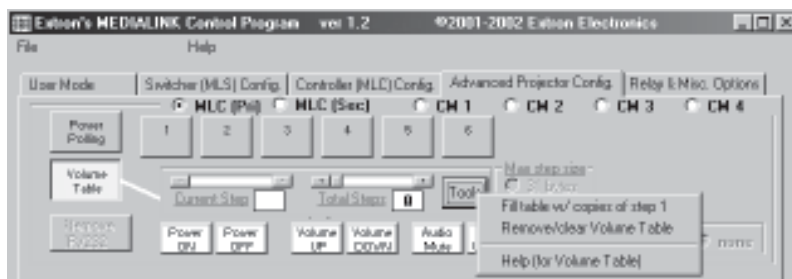 Extron's MEDIALINK Control Program ver 1.2 ©2001-2002 Extron Electronics
File Help
User Mode Switcher (MLS) Config. Controller (MLC) Config. Advanced Projector Config. Relay & Misc. Options
MLC (Pri) MLC (Sec) CM 1 CM 2 CM 3 CM 4
Power Polling 1 2 3 4 5 6
Volume Table
Current Step Total Steps 0 Tools
Max step size
Fill table w/ copies of step 1
Remove/clear Volume Table
Help (for Volume Table)
Power ON Power OFF Volume UP Volume DOWN Audio Mute
none